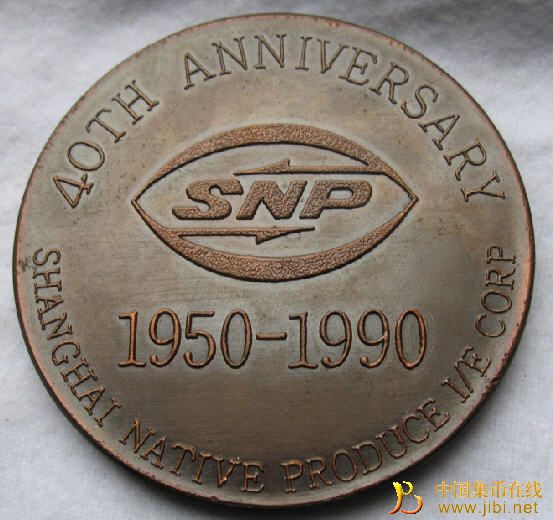 40TH ANNIVERSARY
SNP
1950-1990
SHANGHAI NATIVE PRODUCE I/E CORP
中国集币在线
www.jibi.net